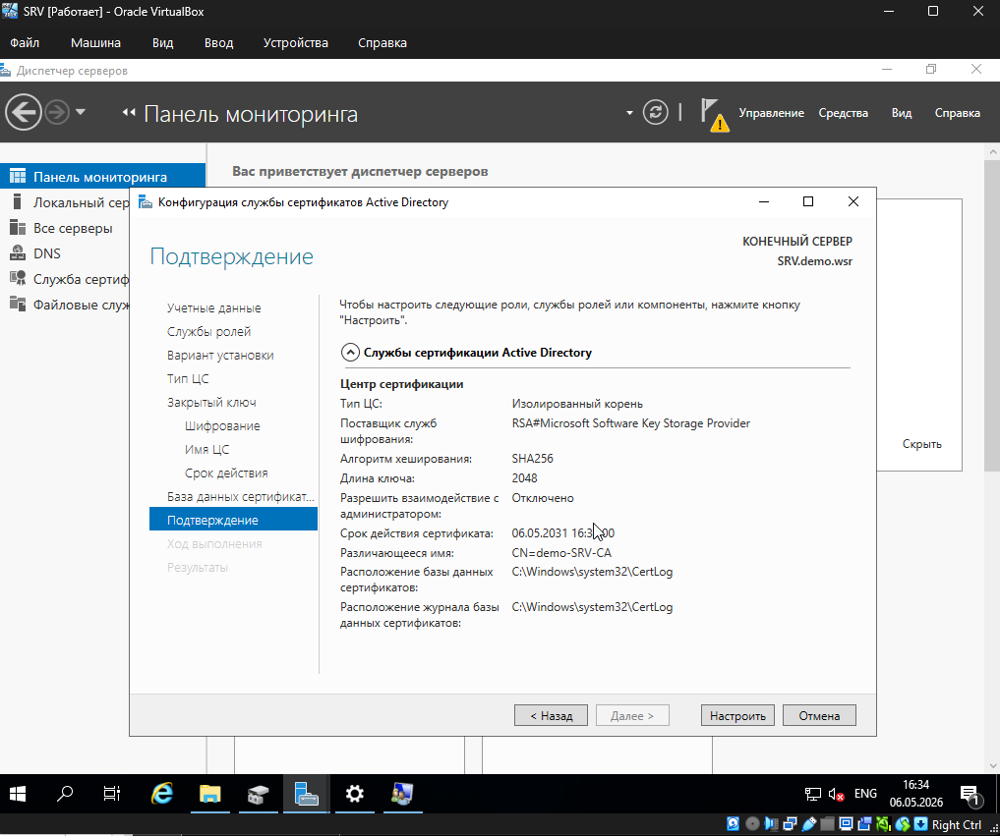 SRV [Работает] - Oracle VirtualBox
Файл Машина Вид Ввод Устройства Справка
Диспетчер серверов
Панель мониторинга
Управление Средства Вид Справка
Панель мониторинга
Локальный сер
Все серверы
DNS
Служба сертиф
Файловые служ
Вас приветствует диспетчер серверов
Скрыть
Конфигурация службы сертификатов Active Directory
Подтверждение
КОНЕЧНЫЙ СЕРВЕР
SRV.demo.wsr
Учетные данные
Службы ролей
Вариант установки
Тип ЦС
Закрытый ключ
Шифрование
Имя ЦС
Срок действия
База данных сертификат...
Подтверждение
Ход выполнения
Результаты
Чтобы настроить следующие роли, службы ролей или компоненты, нажмите кнопку
"Настроить".
Службы сертификации Active Directory
Центр сертификации
Тип ЦС: Изолированный корень
Поставщик служб шифрования: RSA#Microsoft Software Key Storage Provider
Алгоритм хеширования: SHA256
Длина ключа: 2048
Разрешить взаимодействие с администратором: Отключено
Срок действия сертификата: 06.05.2031
Различающееся имя: CN=demo-SRV-CA
Расположение базы данных сертификатов: C:\Windows\system32\CertLog
Расположение журнала базы данных сертификатов: C:\Windows\system32\CertLog
< Назад Далее > Настроить Отмена
ENG
16:34
06.05.2026
1
Right Ctrl